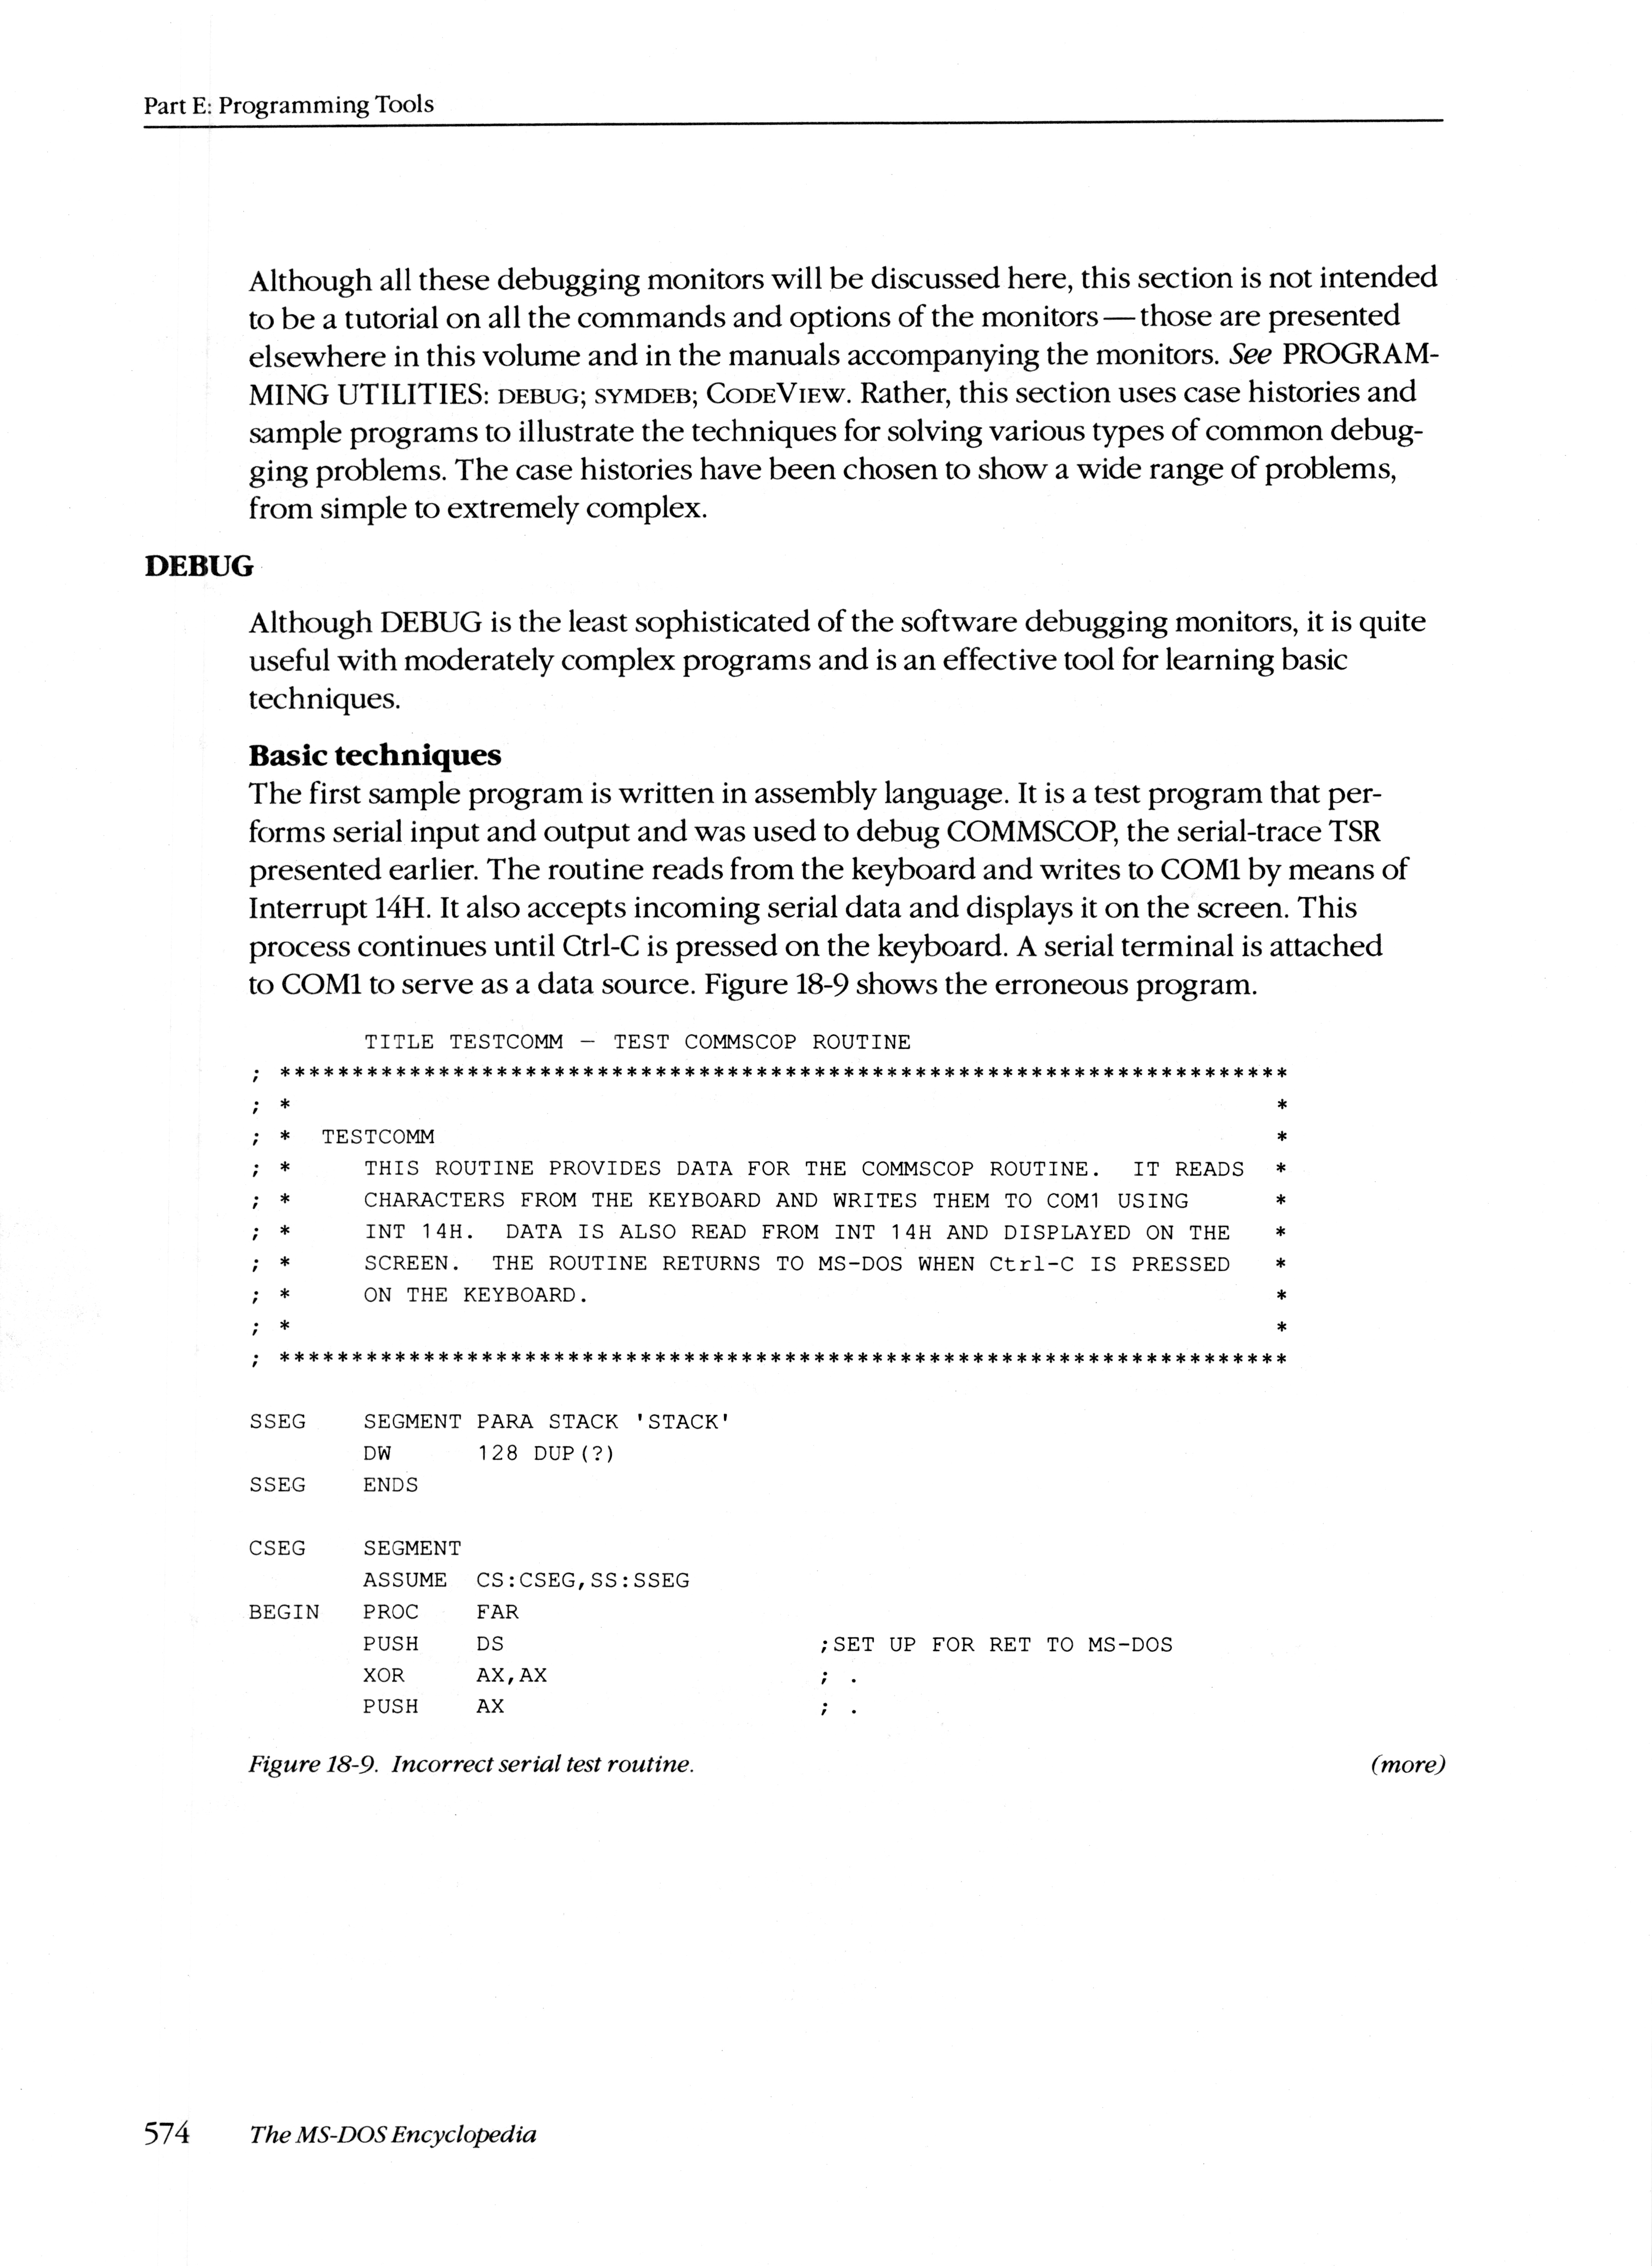 Part E: Programming Tools
Although all these debugging monitors will be discussed here, this section is not intended
to be a tutorial on all the commands and options of the monitors—those are presented
elsewhere in this volume and in the manuals accompanying the monitors. See PROGRAM-
MING UTILITIES: DEBUG; SYMDEB; CODEVIEW. Rather, this section uses case histories and
sample programs to illustrate the techniques for solving various types of common debug-
ging problems. The case histories have been chosen to show a wide range of problems,
from simple to extremely complex.
DEBUG
Although DEBUG is the least sophisticated of the software debugging monitors, it is quite
useful with moderately complex programs and is an effective tool for learning basic
techniques.
Basic techniques
The first sample program is written in assembly language. It is a test program that per-
forms serial input and output and was used to debug COMMSCOP, the serial-trace TSR
presented earlier. The routine reads from the keyboard and writes to COM1 by means of
Interrupt 14H. It also accepts incoming serial data and displays it on the screen. This
process continues until Ctrl-C is pressed on the keyboard. A serial terminal is attached
to COM1 to serve as a data source. Figure 18-9 shows the erroneous program.
TITLE TESTCOMM — TEST COMMSCOP ROUTINE
; **********************************************************************
; * *
; * TESTCOMM *
; * THIS ROUTINE PROVIDES DATA FOR THE COMMSCOP ROUTINE. IT READS *
; * CHARACTERS FROM THE KEYBOARD AND WRITES THEM TO COM1 USING *
; * INT 14H. DATA IS ALSO READ FROM INT 14H AND DISPLAYED ON THE *
; * SCREEN. THE ROUTINE RETURNS TO MS-DOS WHEN Ctrl-C IS PRESSED *
; * ON THE KEYBOARD. *
; * *
; **********************************************************************
SSEG SEGMENT PARA STACK 'STACK'
DW 128 DUP(?)
SSEG ENDS
CSEG SEGMENT
ASSUME CS:CSEG,SS:SSEG
BEGIN PROC FAR
PUSH DS ;SET UP FOR RET TO MS-DOS
XOR AX,AX ; .
PUSH AX ; .
Figure 18-9. Incorrect serial test routine. (more)
574 The MS-DOS Encyclopedia